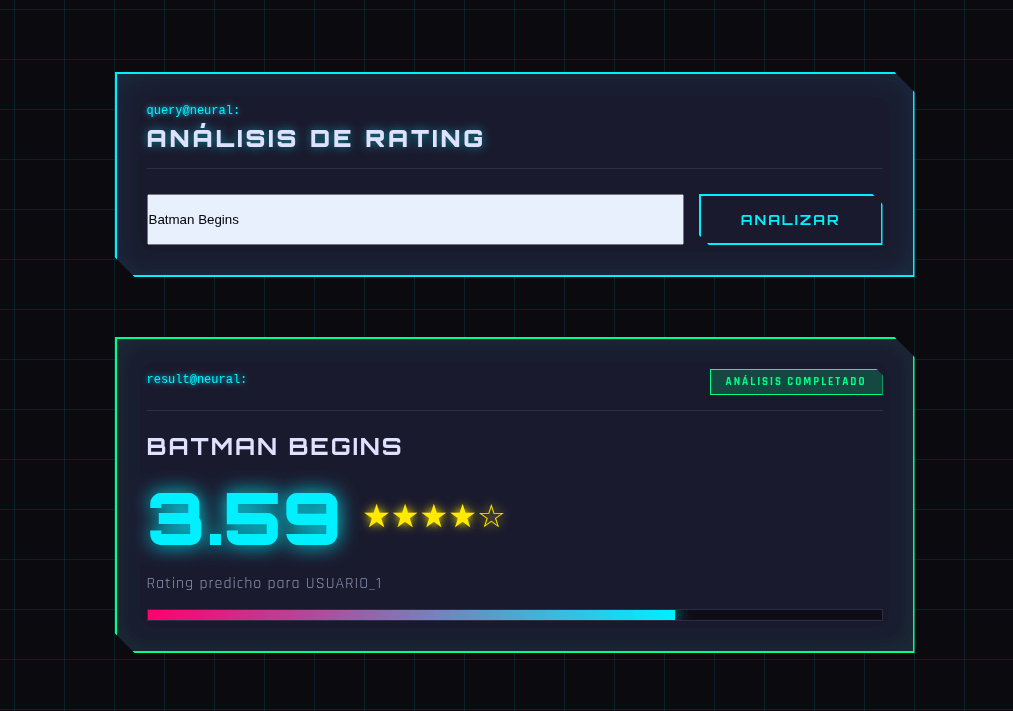 query@neural:
ANÁLISIS DE RATING
Batman Begins
ANALIZAR
result@neural:
ANÁLISIS COMPLETADO
BATMAN BEGINS
3.59 ★★★★☆
Rating predicho para USUARIO_1